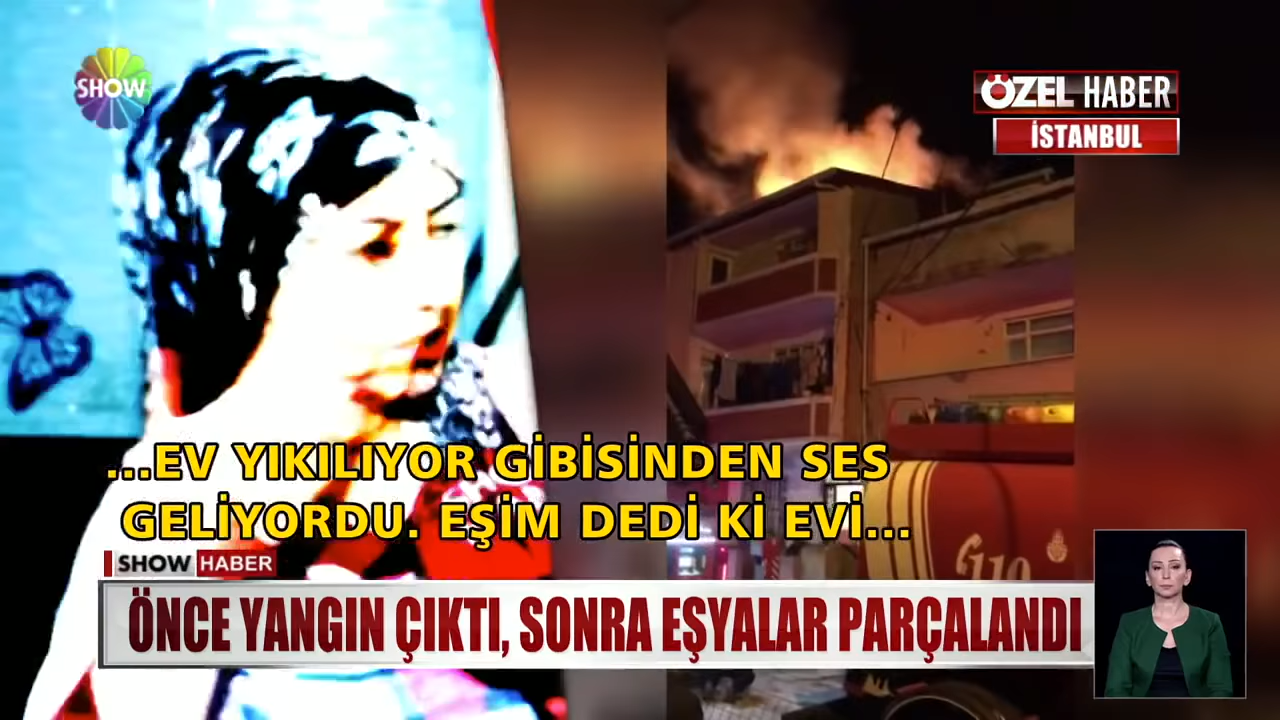 SHOW
ÖZEL HABER
İSTANBUL
...EV YIKILIYOR GİBİSİNDEN SES
GELİYORDU. EŞİM DEDİ Kİ EVİ...
110
SHOW HABER
ÖNCE YANGIN ÇIKTI, SONRA EŞYALAR PARÇALANDI